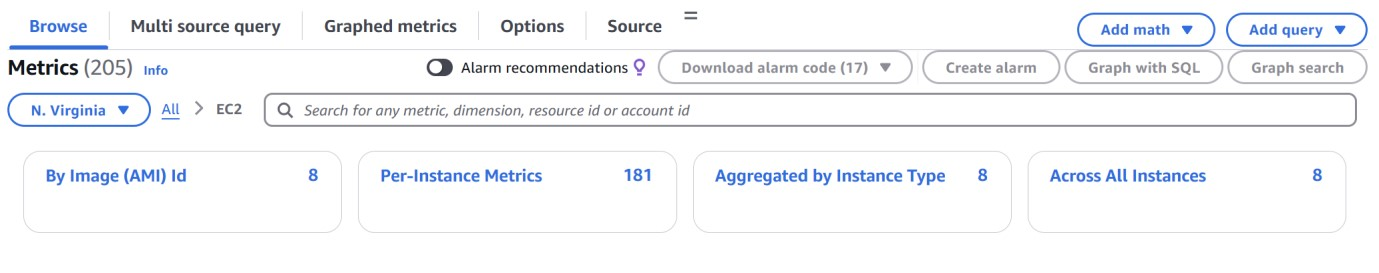 Browse Multi source query Graphed metrics Options Source = Add math Add query
Metrics (205) Info Alarm recommendations Download alarm code (17) Create alarm Graph with SQL Graph search
N. Virginia All > EC2 Search for any metric, dimension, resource id or account id
By Image (AMI) Id 8 Per-Instance Metrics 181 Aggregated by Instance Type 8 Across All Instances 8